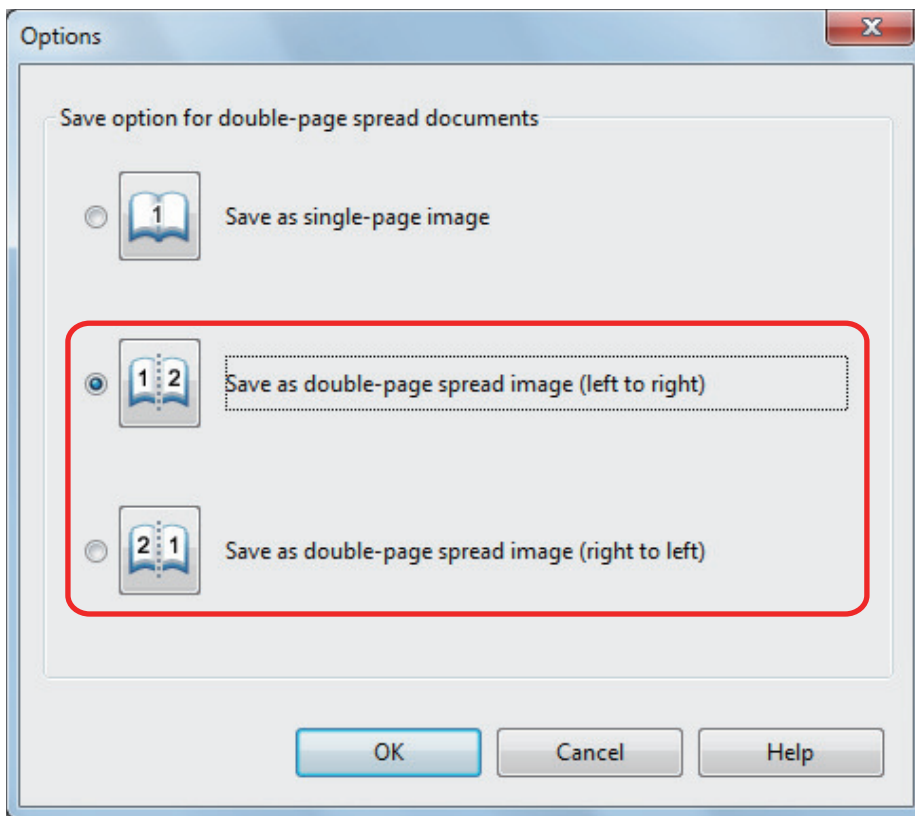 Options
Save option for double-page spread documents
1
Save as single-page image
1 2
Save as double-page spread image (left to right)
2 1
Save as double-page spread image (right to left)
OK Cancel Help